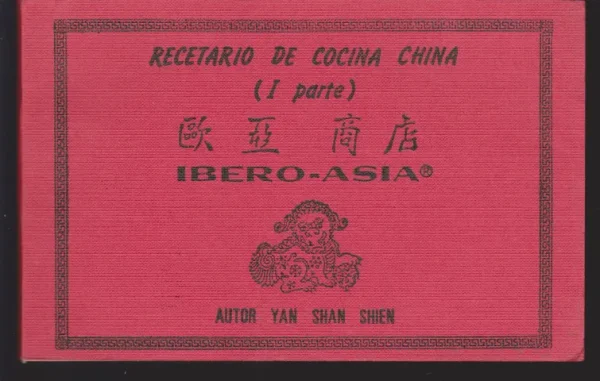 RECETARIO DE COCINA CHINA
(I parte)
歐亞 商店
IBERO-ASIA®
AUTOR YAN SHAN SHIEN